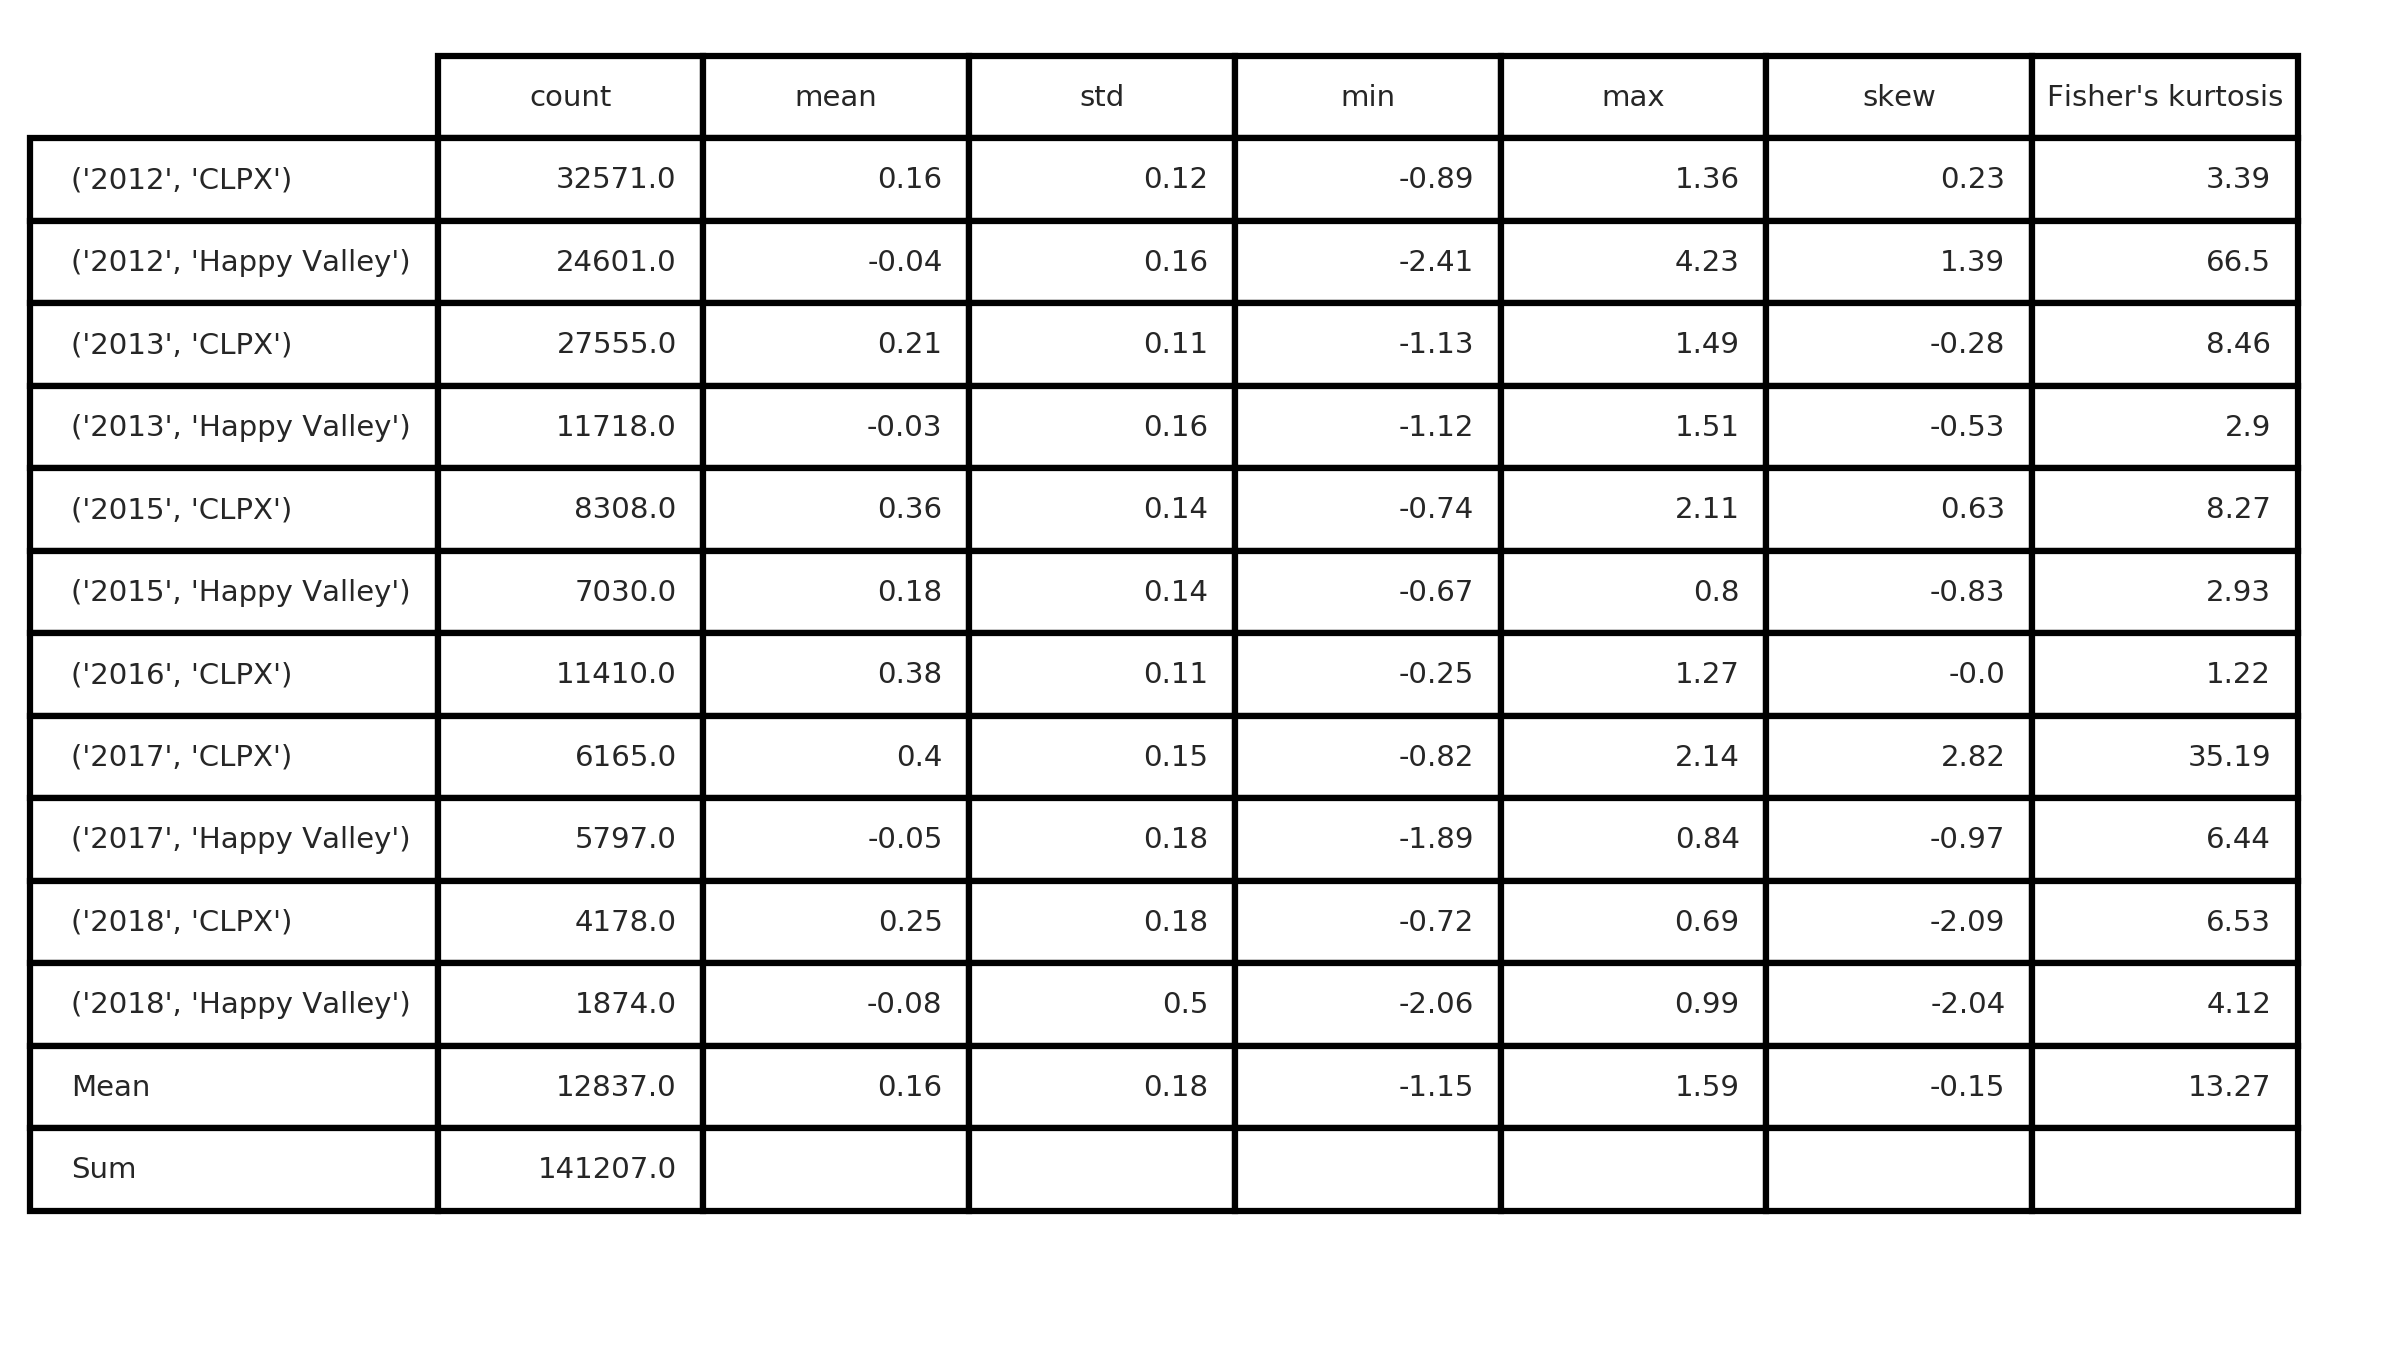 count mean std min max skew Fisher's kurtosis
('2012', 'CLPX') 32571.0 0.16 0.12 -0.89 1.36 0.23 3.39
('2012', 'Happy Valley') 24601.0 -0.04 0.16 -2.41 4.23 1.39 66.5
('2013', 'CLPX') 27555.0 0.21 0.11 -1.13 1.49 -0.28 8.46
('2013', 'Happy Valley') 11718.0 -0.03 0.16 -1.12 1.51 -0.53 2.9
('2015', 'CLPX') 8308.0 0.36 0.14 -0.74 2.11 0.63 8.27
('2015', 'Happy Valley') 7030.0 0.18 0.14 -0.67 0.8 -0.83 2.93
('2016', 'CLPX') 11410.0 0.38 0.11 -0.25 1.27 -0.0 1.22
('2017', 'CLPX') 6165.0 0.4 0.15 -0.82 2.14 2.82 35.19
('2017', 'Happy Valley') 5797.0 -0.05 0.18 -1.89 0.84 -0.97 6.44
('2018', 'CLPX') 4178.0 0.25 0.18 -0.72 0.69 -2.09 6.53
('2018', 'Happy Valley') 1874.0 -0.08 0.5 -2.06 0.99 -2.04 4.12
Mean 12837.0 0.16 0.18 -1.15 1.59 -0.15 13.27
Sum 141207.0